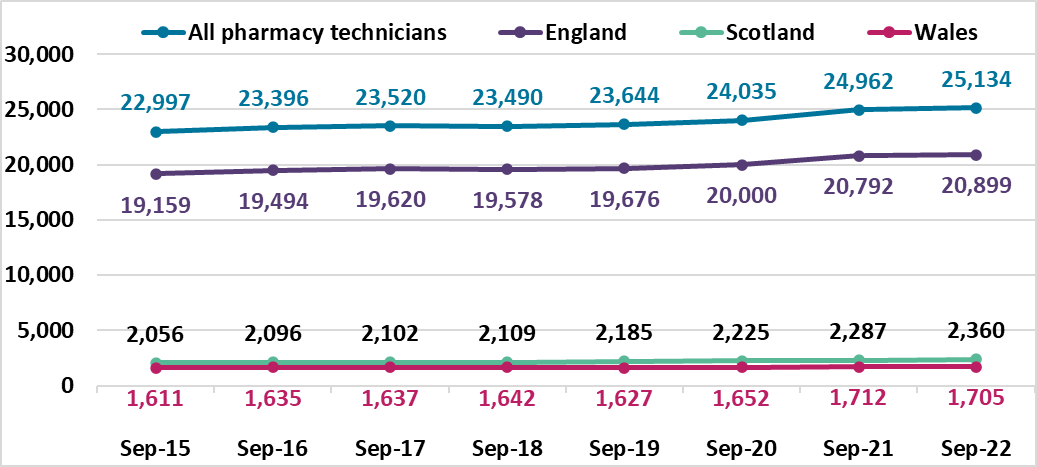 All pharmacy technicians England Scotland Wales
30,000
25,000
20,000
15,000
10,000
5,000
0
22,997 23,396 23,520 23,490 23,644 24,035 24,962 25,134
19,159 19,494 19,620 19,578 19,676 20,000 20,792 20,899
2,056 2,096 2,102 2,109 2,185 2,225 2,287 2,360
1,611 1,635 1,637 1,642 1,627 1,652 1,712 1,705
Sep-15 Sep-16 Sep-17 Sep-18 Sep-19 Sep-20 Sep-21 Sep-22